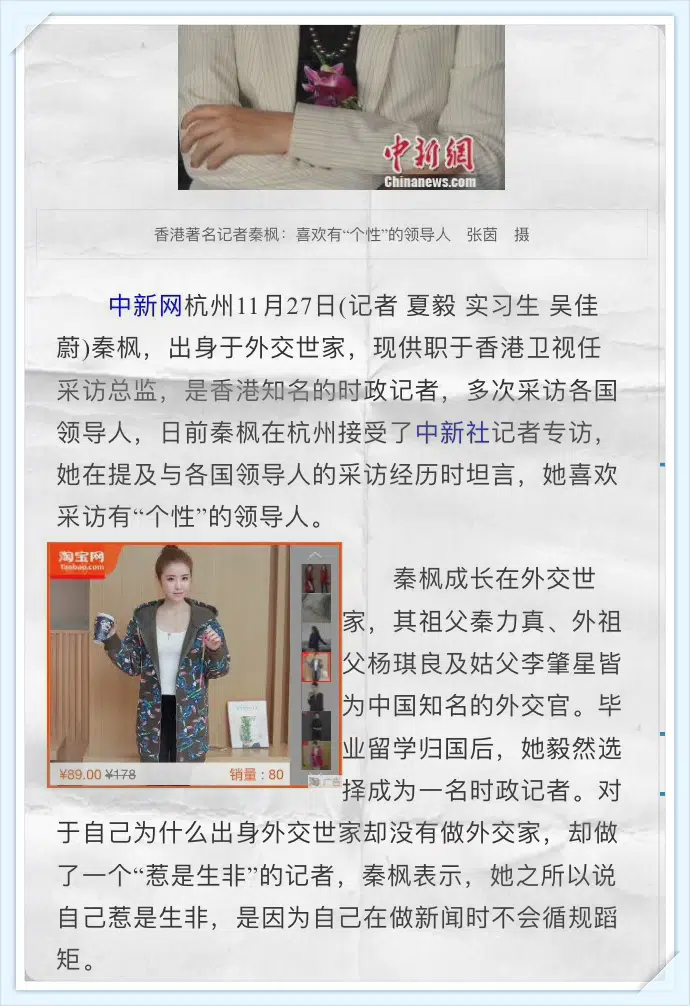 中新網
Chinanews.com
香港著名记者秦枫：喜欢有“个性”的领导人　张茵　摄
中新网杭州11月27日(记者 夏毅 实习生 吴佳
蔚)秦枫，出身于外交世家，现供职于香港卫视任
采访总监，是香港知名的时政记者，多次采访各国
领导人，日前秦枫在杭州接受了中新社记者专访，
她在提及与各国领导人的采访经历时坦言，她喜欢
采访有“个性”的领导人。
淘宝网
Taobao.com
¥89.00 ¥178 销量 : 80
淘 广告
秦枫成长在外交世
家，其祖父秦力真、外祖
父杨琪良及姑父李肇星皆
为中国知名的外交官。毕
业留学归国后，她毅然选
择成为一名时政记者。对
于自己为什么出身外交世家却没有做外交家，却做
了一个“惹是生非”的记者，秦枫表示，她之所以说
自己惹是生非，是因为自己在做新闻时不会循规蹈
矩。